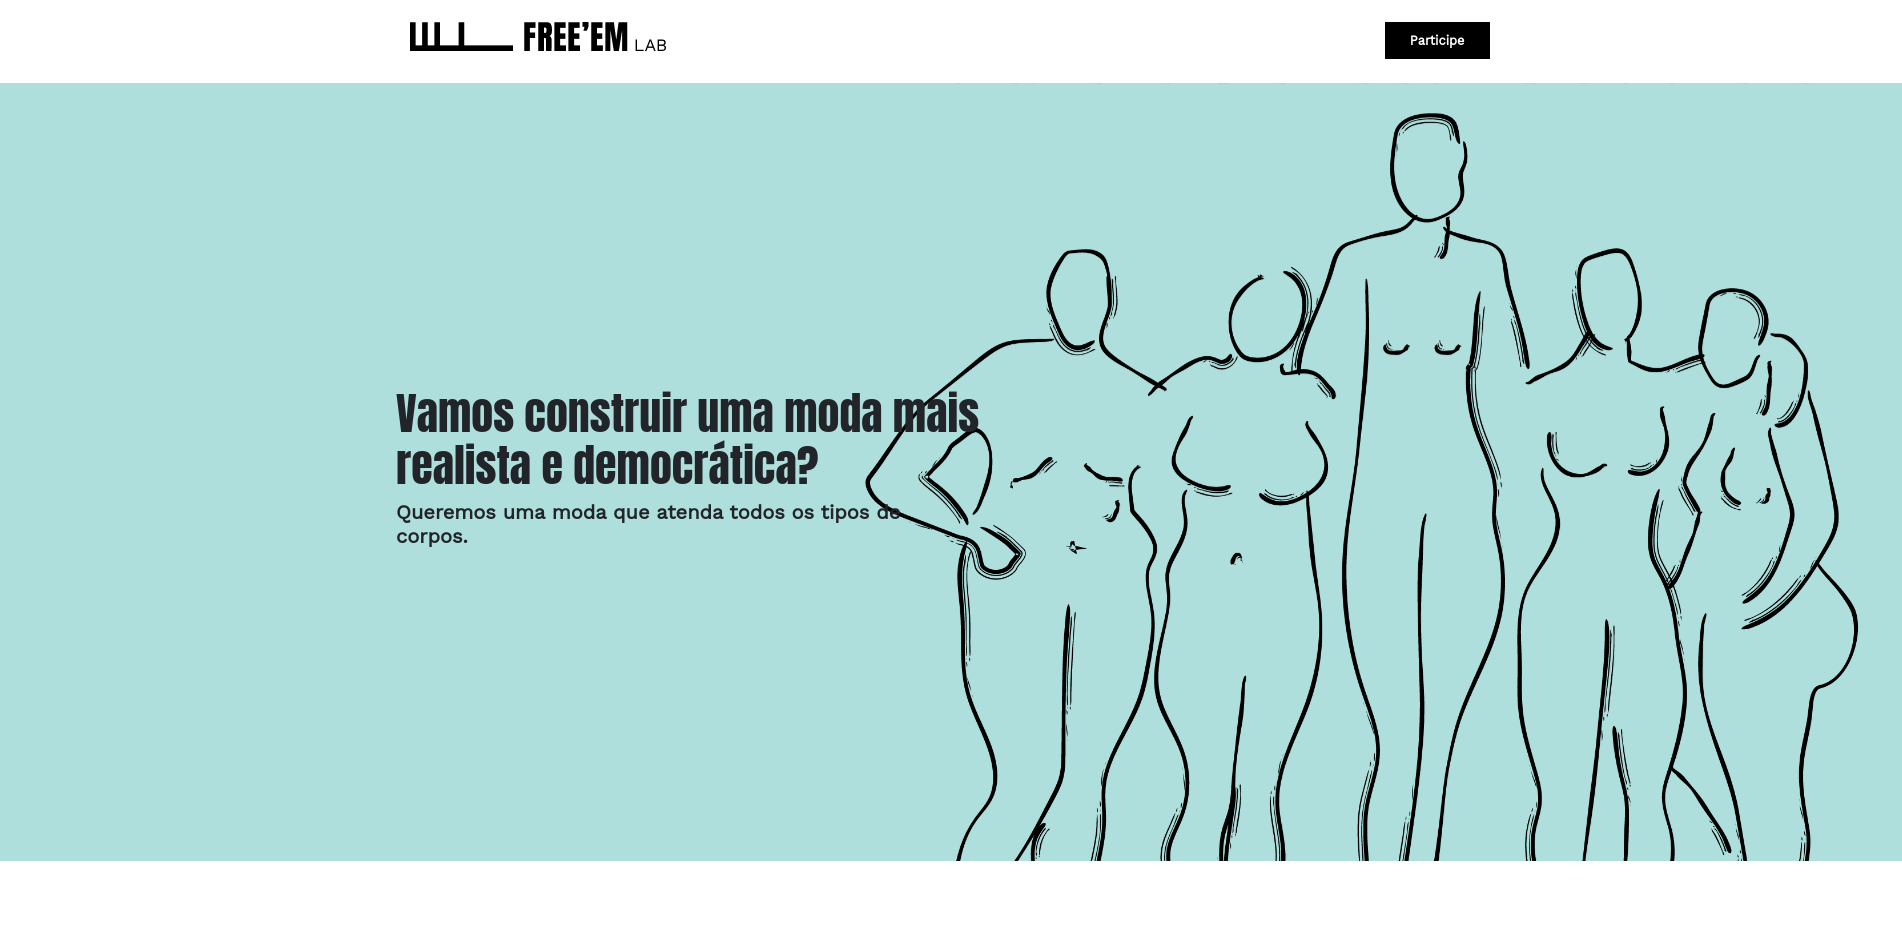 FREE’EM LAB
Participe
Vamos construir uma moda mais
realista e democrática?
Queremos uma moda que atenda todos os tipos de
corpos.